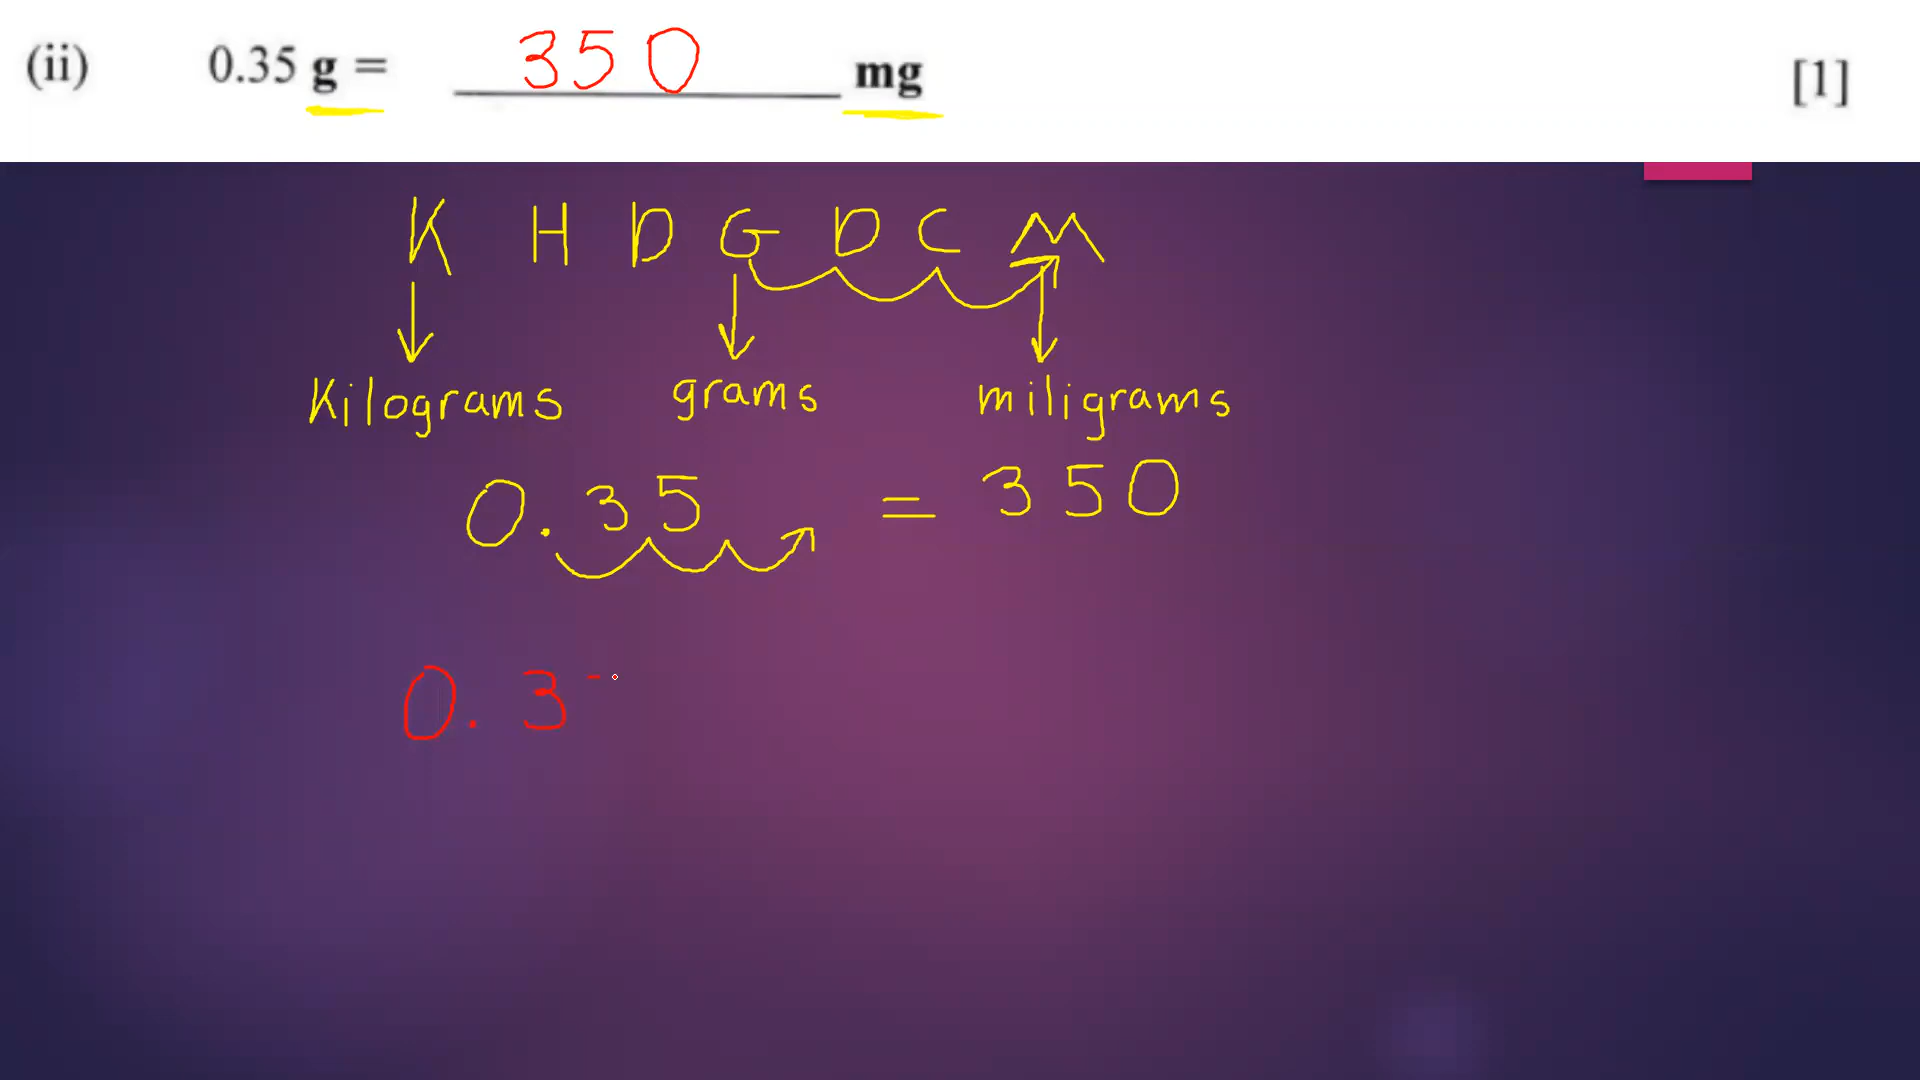 (ii) 0.35 g = 350 mg [1]
K H D G D C M
Kilograms grams miligrams
0.35 = 350
0.3